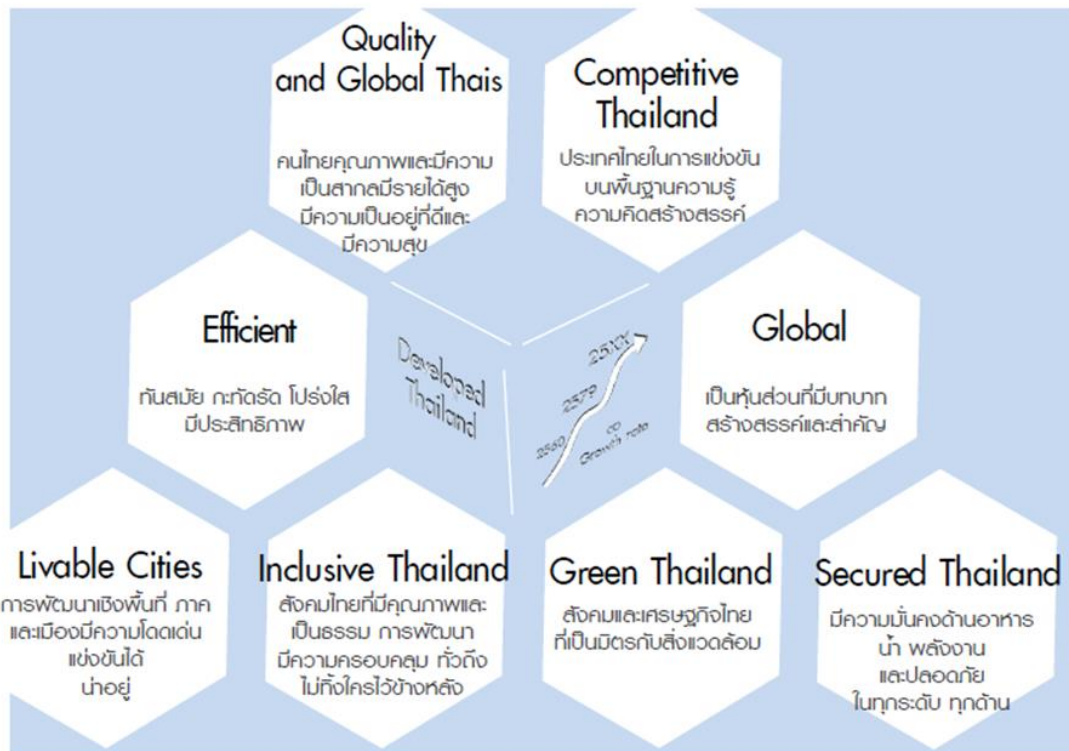 Quality
and Global Thais
คนไทยคุณภาพและมีความ
เป็นสากลมีรายได้สูง
มีความเป็นอยู่ที่ดีและ
มีความสุข
Competitive
Thailand
ประเทศไทยในการแข่งขัน
บนพื้นฐานความรู้
ความคิดสร้างสรรค์
Efficient
ทันสมัย กะทัดรัด โปร่งใส
มีประสิทธิภาพ
Developed
Thailand
25XX
2579
2560
Growth rate
Global
เป็นหุ้นส่วนที่มีบทบาท
สร้างสรรค์และสำคัญ
Livable Cities
การพัฒนาเชิงพื้นที่ ภาค
และเมืองมีความโดดเด่น
แข่งขันได้
น่าอยู่
Inclusive Thailand
สังคมไทยที่มีคุณภาพและ
เป็นธรรม การพัฒนา
มีความครอบคลุม ทั่วถึง
ไม่ทิ้งใครไว้ข้างหลัง
Green Thailand
สังคมและเศรษฐกิจไทย
ที่เป็นมิตรกับสิ่งแวดล้อม
Secured Thailand
มีความมั่นคงด้านอาหาร
น้ำ พลังงาน
และปลอดภัย
ในทุกระดับ ทุกด้าน